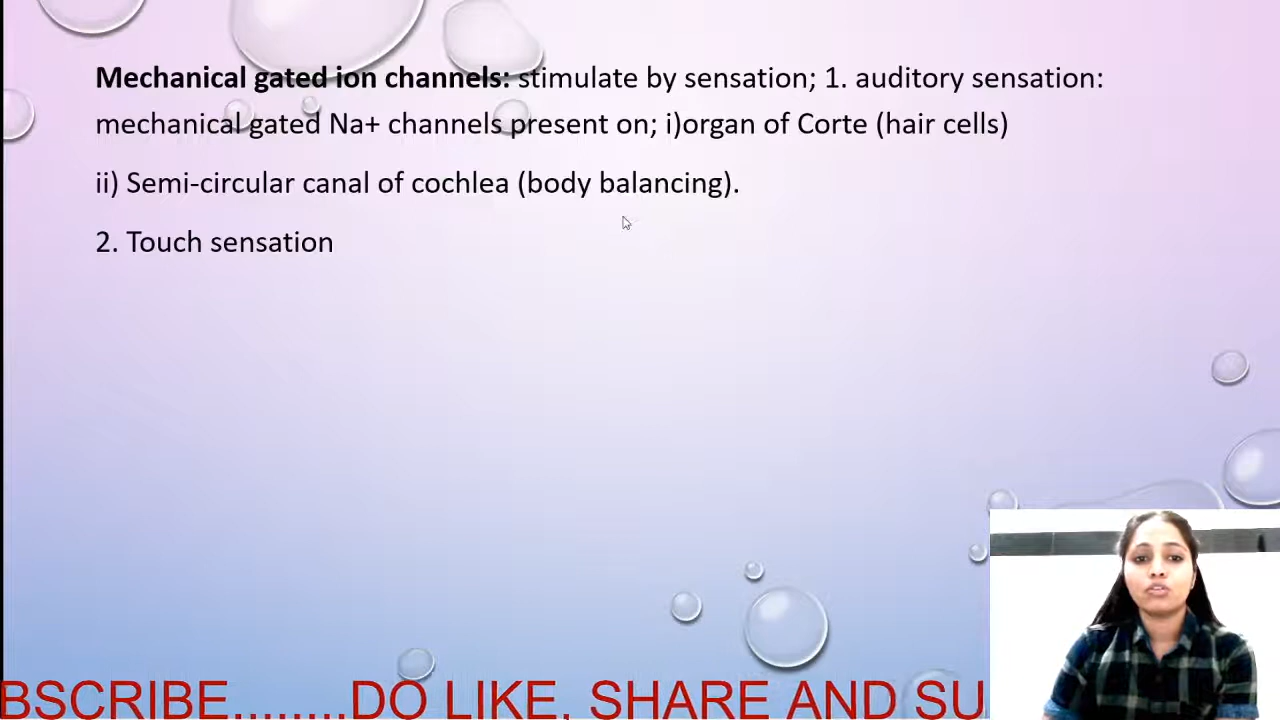 Mechanical gated ion channels: stimulate by sensation; 1. auditory sensation:
mechanical gated Na+ channels present on; i)organ of Corte (hair cells)
ii) Semi-circular canal of cochlea (body balancing).
2. Touch sensation
BSCRIBE........DO LIKE, SHARE AND SU